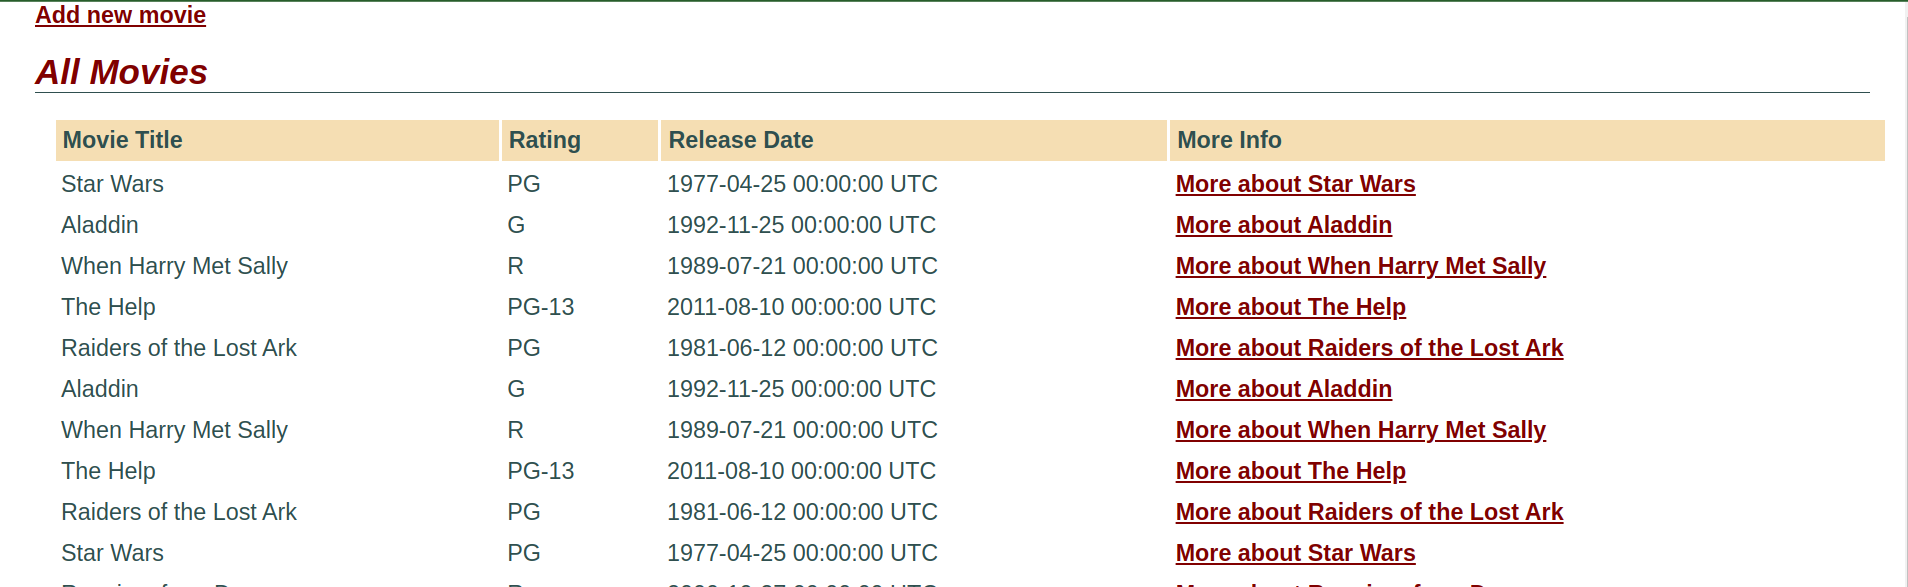 Add new movie
All Movies
Movie Title Rating Release Date More Info
Star Wars PG 1977-04-25 00:00:00 UTC More about Star Wars
Aladdin G 1992-11-25 00:00:00 UTC More about Aladdin
When Harry Met Sally R 1989-07-21 00:00:00 UTC More about When Harry Met Sally
The Help PG-13 2011-08-10 00:00:00 UTC More about The Help
Raiders of the Lost Ark PG 1981-06-12 00:00:00 UTC More about Raiders of the Lost Ark
Aladdin G 1992-11-25 00:00:00 UTC More about Aladdin
When Harry Met Sally R 1989-07-21 00:00:00 UTC More about When Harry Met Sally
The Help PG-13 2011-08-10 00:00:00 UTC More about The Help
Raiders of the Lost Ark PG 1981-06-12 00:00:00 UTC More about Raiders of the Lost Ark
Star Wars PG 1977-04-25 00:00:00 UTC More about Star Wars